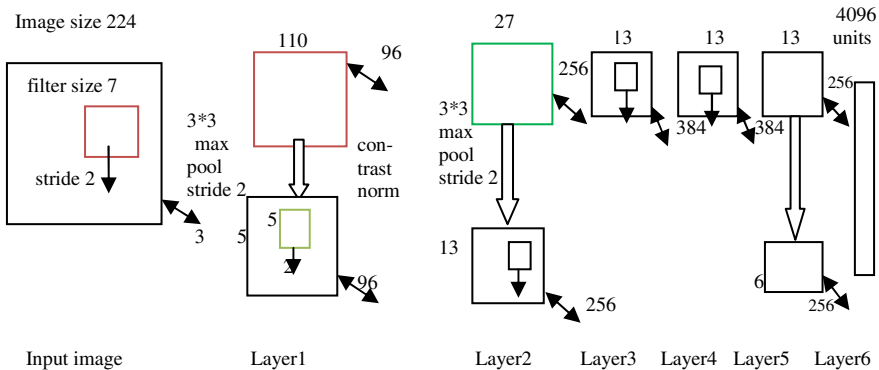 Image size 224
filter size 7
stride 2
3
Input image
110
96
3*3
max
pool
stride 2
con-
trast
norm
5
5
2
96
Layer1
27
256
3*3
max
pool
stride 2
13
256
Layer2
13
384
Layer3
13
384
Layer4
13
256
6
256
Layer5
4096
units
Layer6